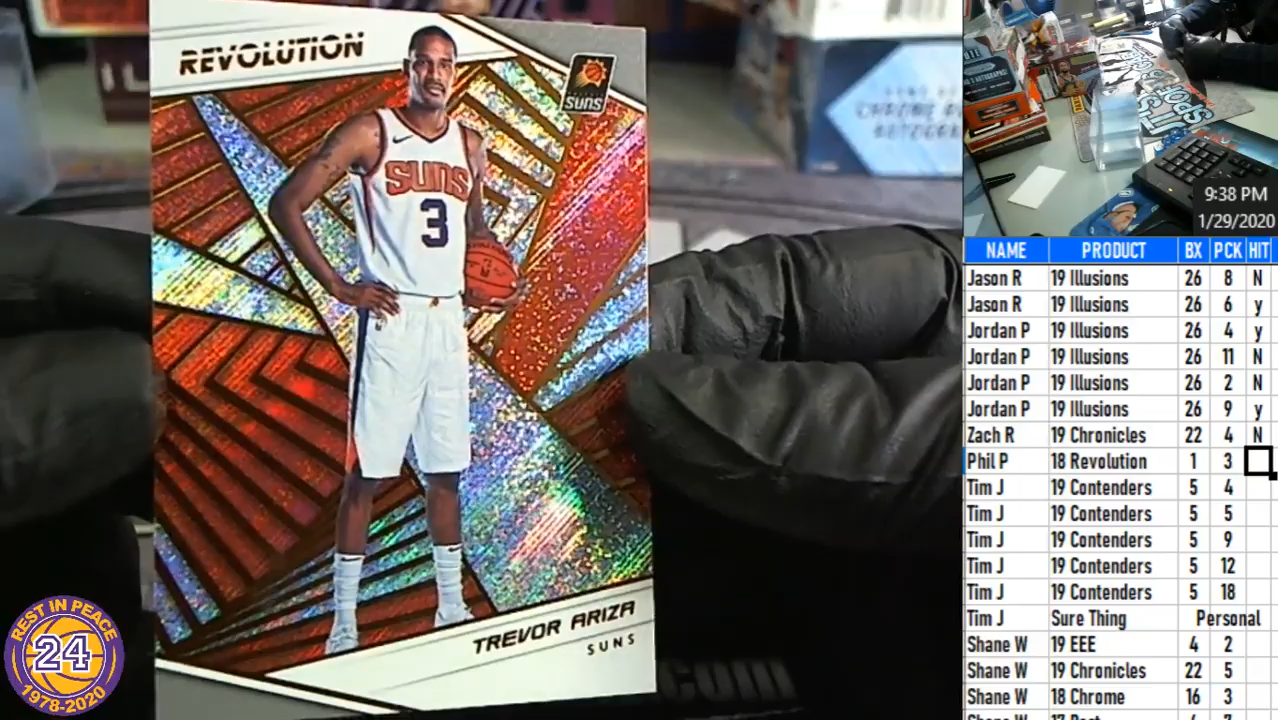 REVOLUTION
SUNS
SUNS
3
TREVOR ARIZA
SUNS
.com
REST IN PEACE
24
1978-2020
9:38 PM
1/29/2020
NAME PRODUCT BX PCK HIT
Jason R 19 Illusions 26 8 N
Jason R 19 Illusions 26 6 y
Jordan P 19 Illusions 26 4 y
Jordan P 19 Illusions 26 11 N
Jordan P 19 Illusions 26 2 N
Jordan P 19 Illusions 26 9 y
Zach R 19 Chronicles 22 4 N
Phil P 18 Revolution 1 3
Tim J 19 Contenders 5 4
Tim J 19 Contenders 5 5
Tim J 19 Contenders 5 9
Tim J 19 Contenders 5 12
Tim J 19 Contenders 5 18
Tim J Sure Thing Personal
Shane W 19 EEE 4 2
Shane W 19 Chronicles 22 5
Shane W 18 Chrome 16 3